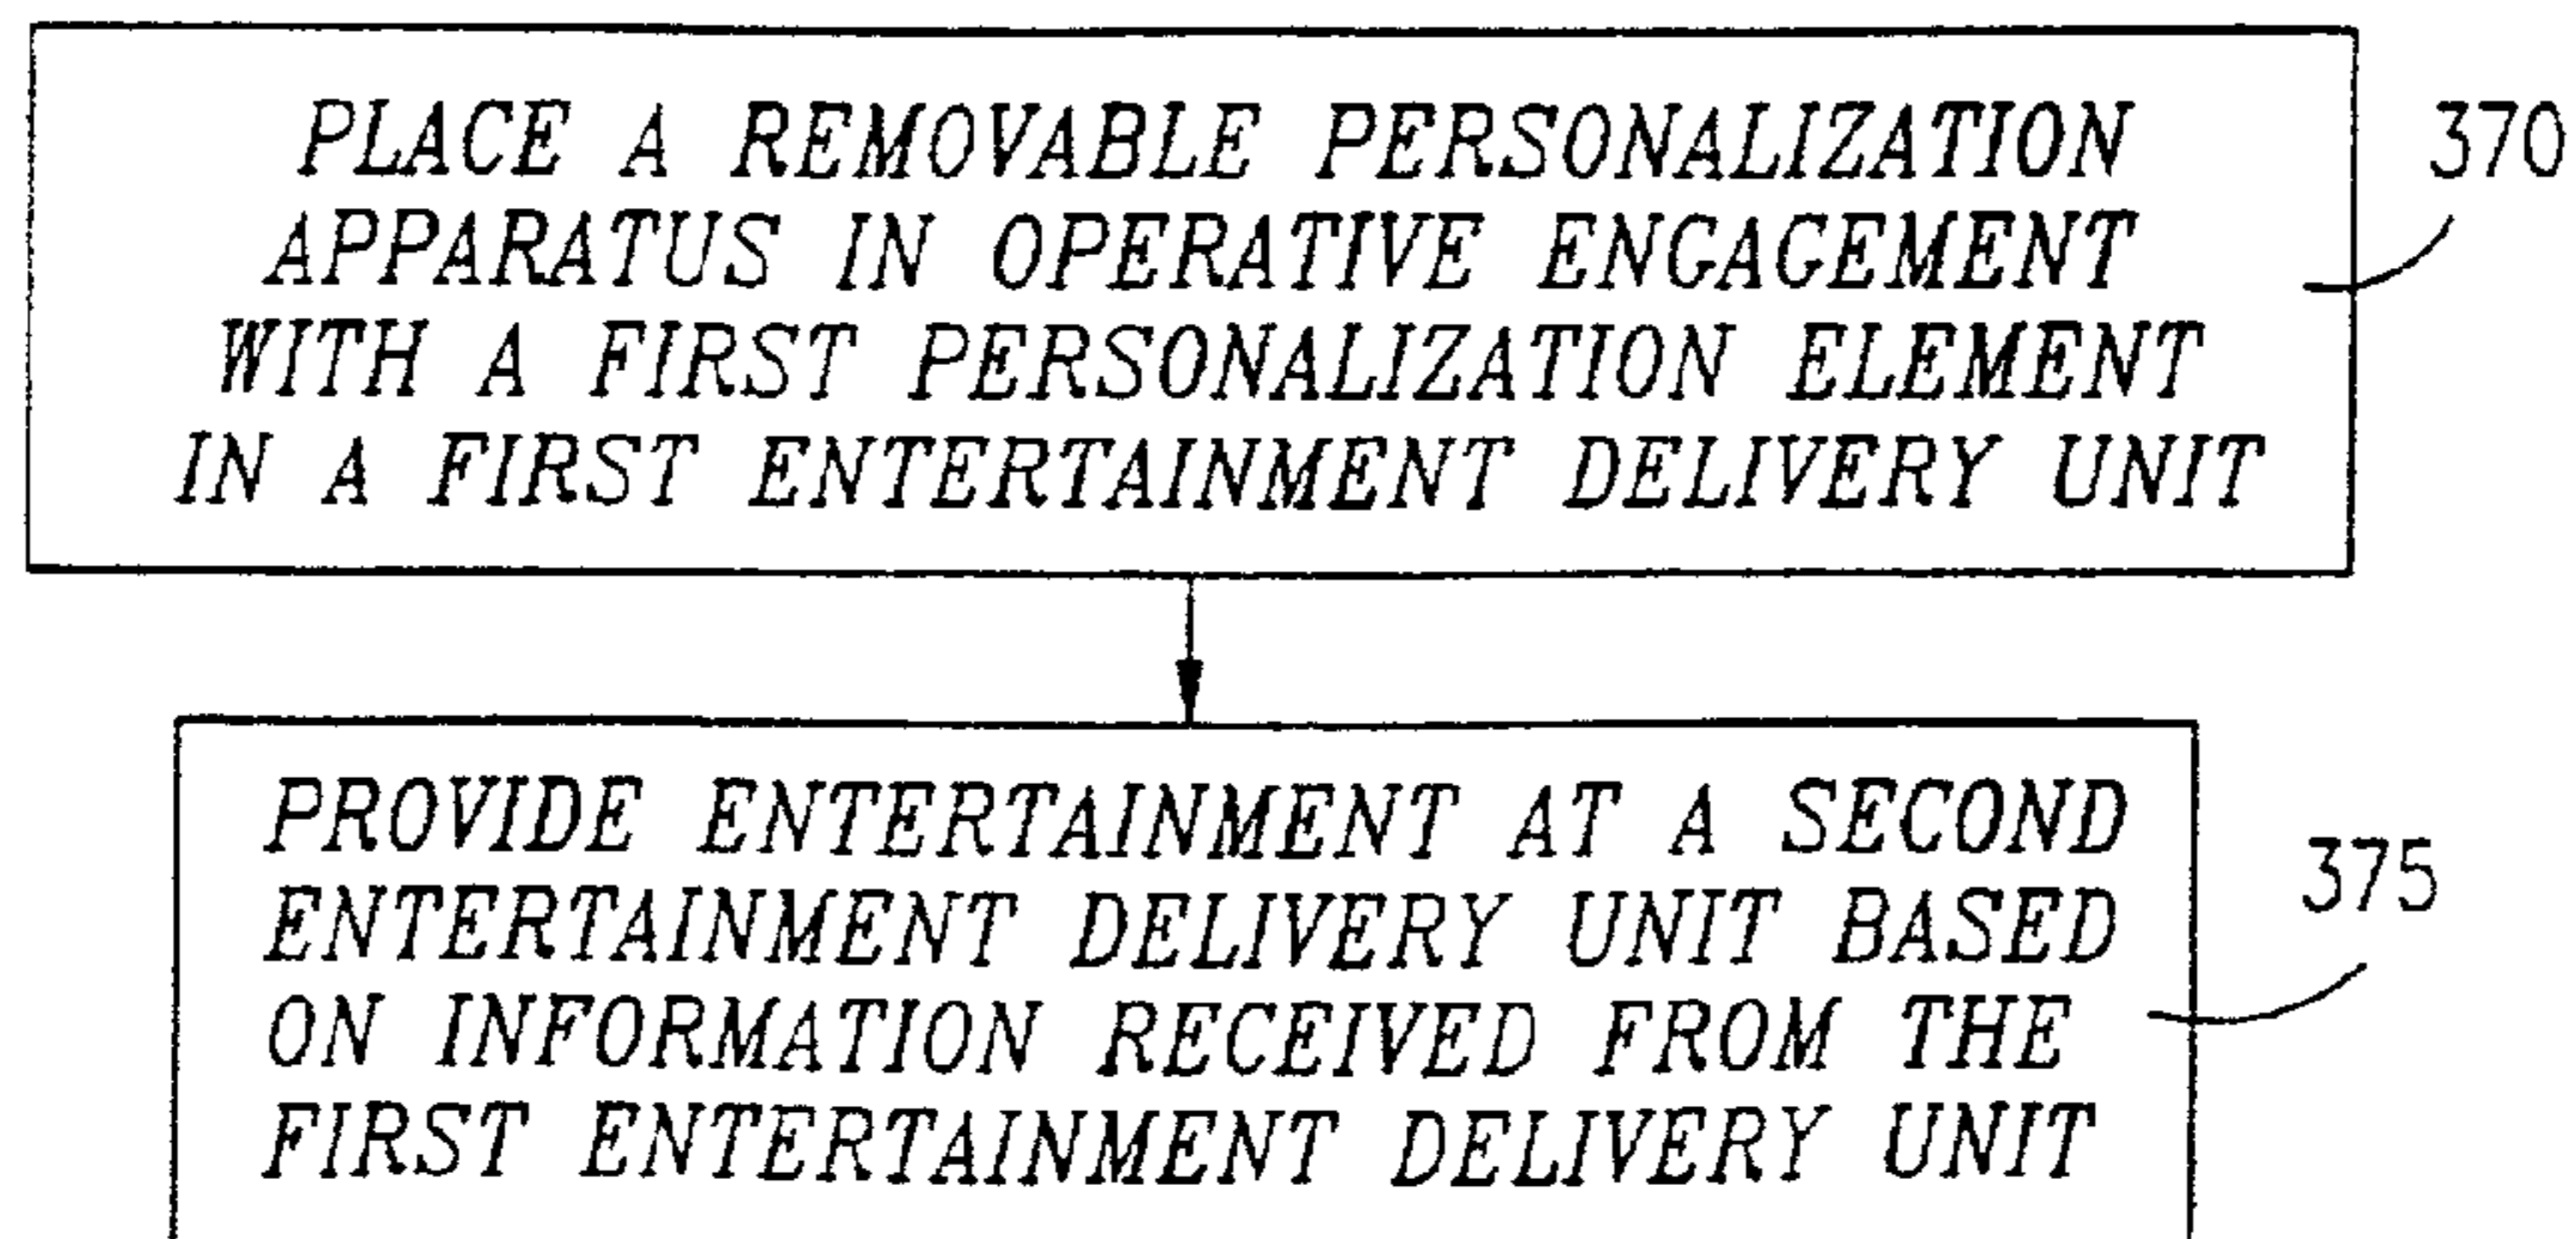 PLACE A REMOVABLE PERSONALIZATION
APPARATUS IN OPERATIVE ENGAGEMENT
WITH A FIRST PERSONALIZATION ELEMENT
IN A FIRST ENTERTAINMENT DELIVERY UNIT
370
PROVIDE ENTERTAINMENT AT A SECOND
ENTERTAINMENT DELIVERY UNIT BASED
ON INFORMATION RECEIVED FROM THE
FIRST ENTERTAINMENT DELIVERY UNIT
375